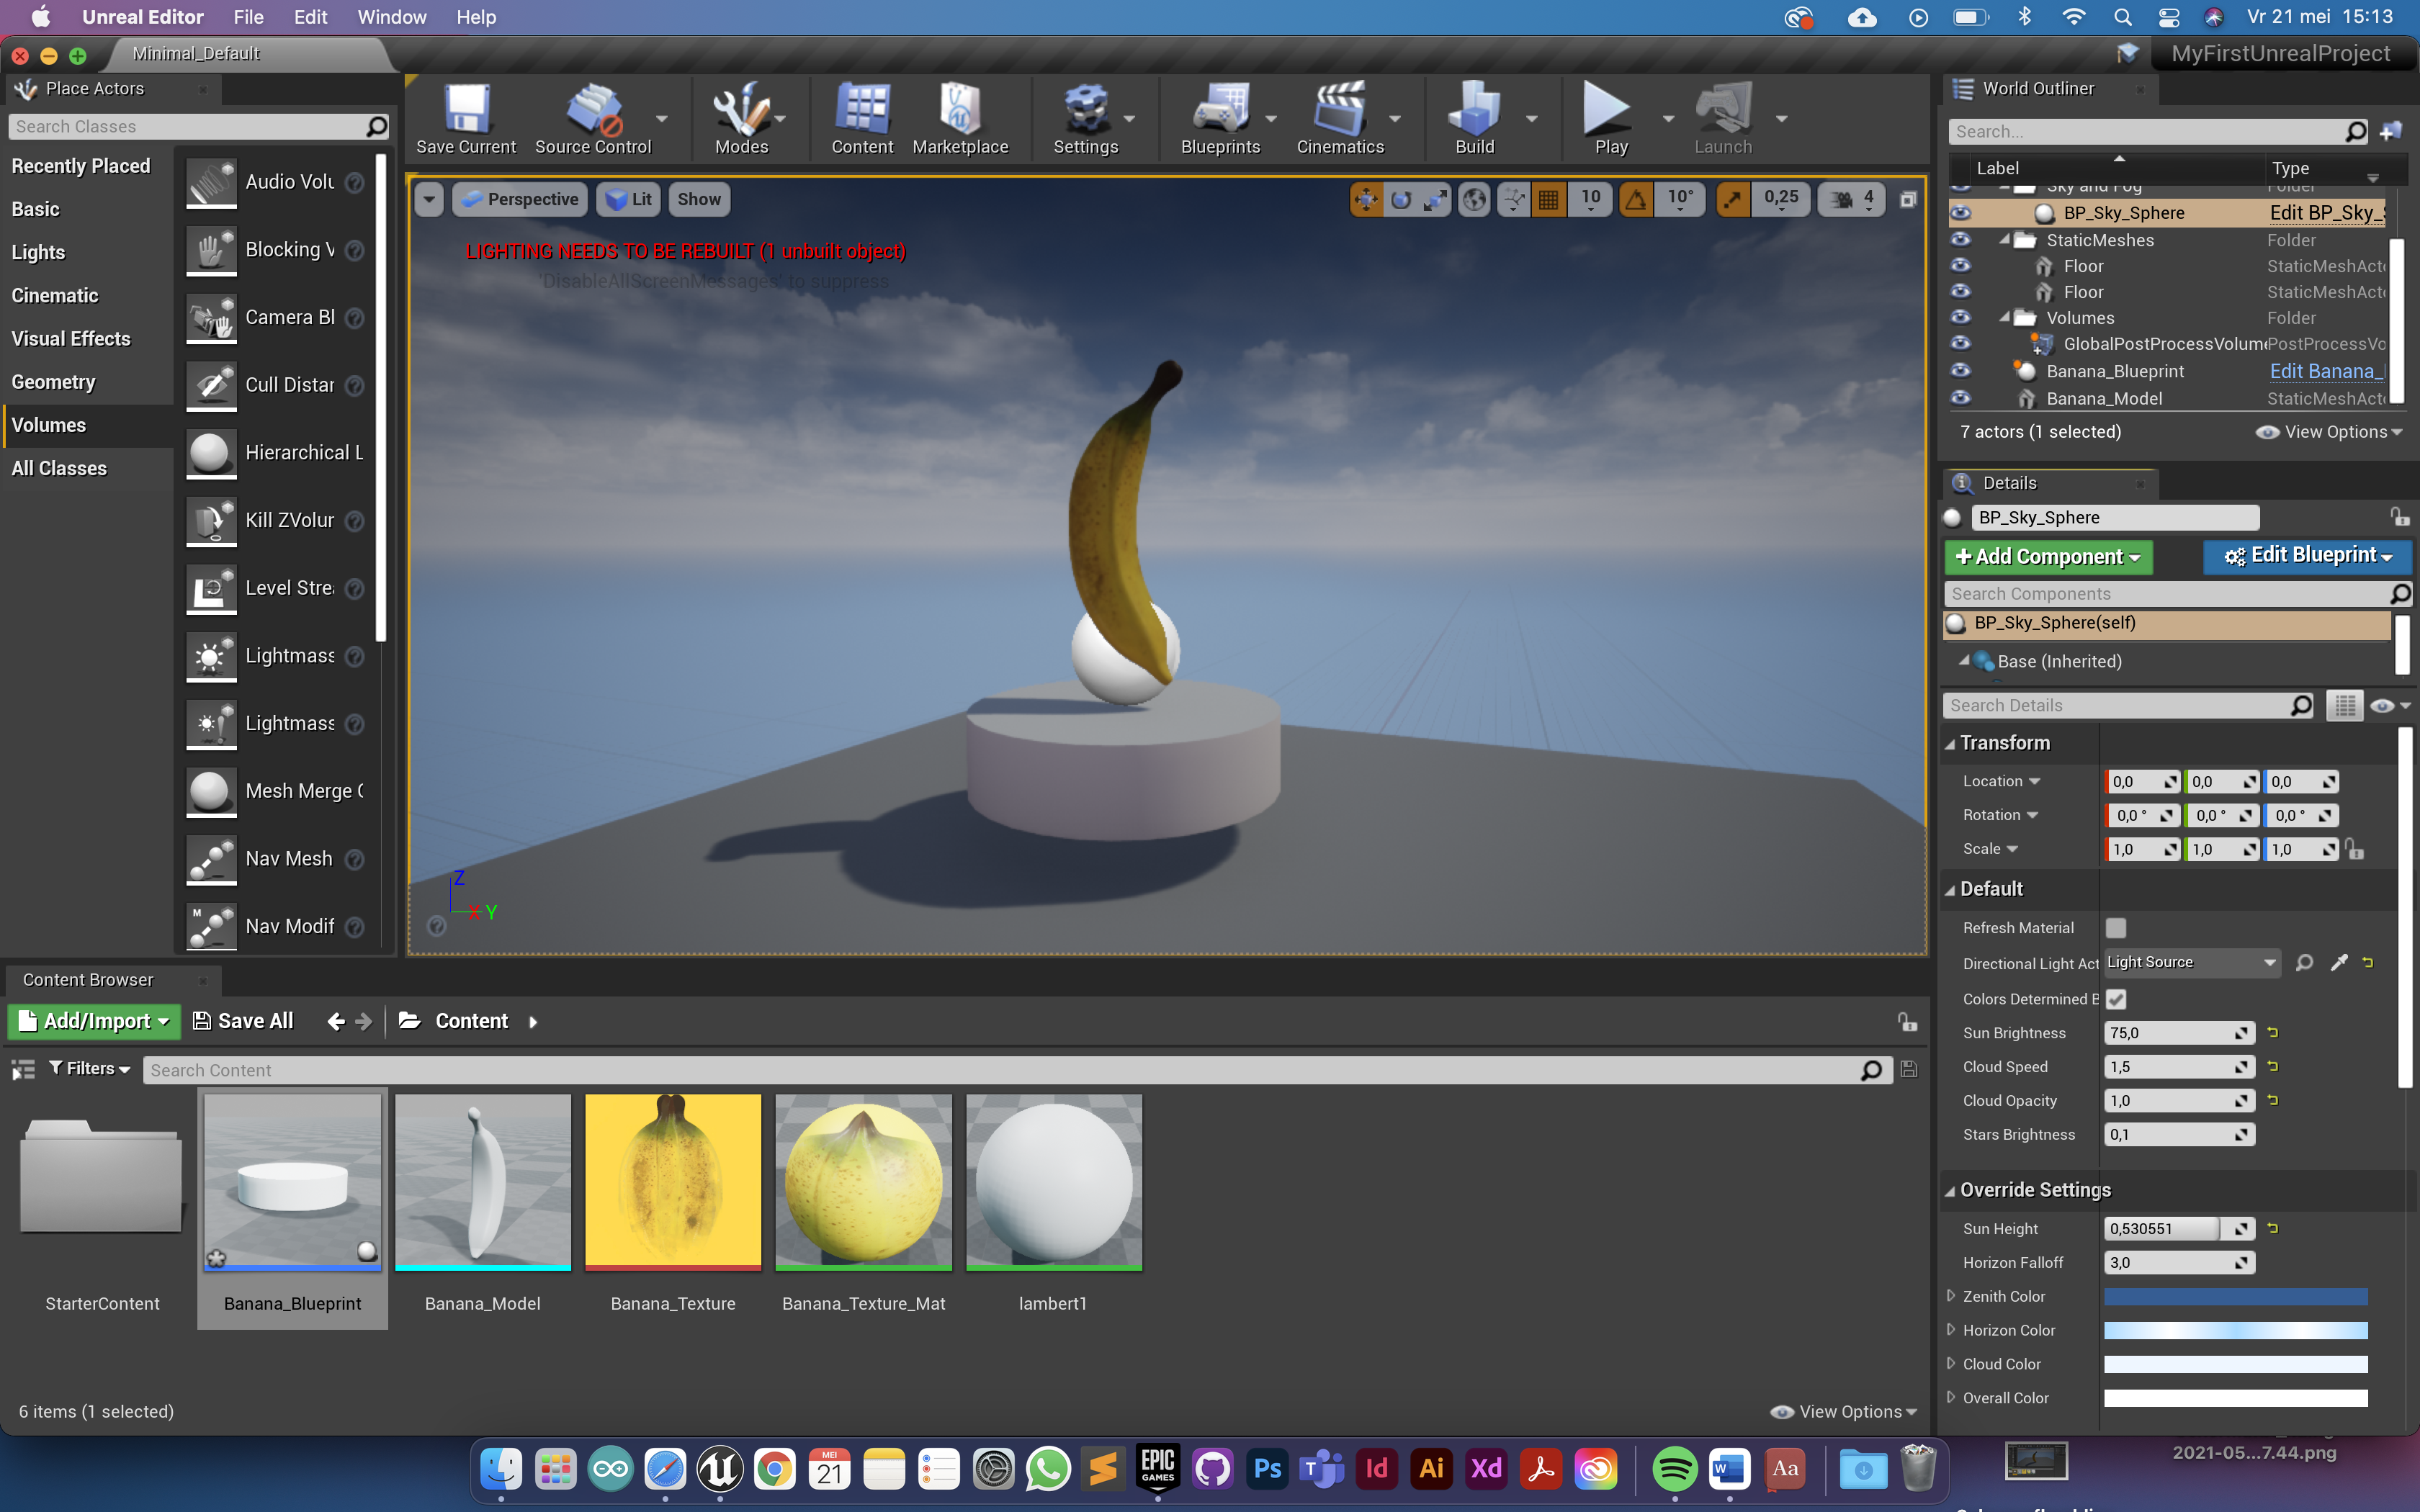 Unreal Editor File Edit Window Help
Vr 21 mei 15:13
Minimal_Default
MyFirstUnrealProject
Place Actors
Search Classes
Recently Placed
Basic
Lights
Cinematic
Visual Effects
Geometry
Volumes
All Classes
Audio Volu
Blocking V
Camera Bl
Cull Distar
Hierarchical L
Kill ZVolur
Level Stre
Lightmass
Lightmass
Mesh Merge
Nav Mesh
Nav Modif
Save Current
Source Control
Modes
Content
Marketplace
Settings
Blueprints
Cinematics
Build
Play
Launch
Perspective
Lit
Show
10
10°
0,25
4
LIGHTING NEEDS TO BE REBUILT (1 unbuilt object)
'DisableAllScreenMessages' to suppress
Z
X Y
World Outliner
Search...
Label Type
Sky and Fog Folder
BP_Sky_Sphere Edit BP_Sky_S
StaticMeshes Folder
Floor StaticMeshActo
Floor StaticMeshActo
Volumes Folder
GlobalPostProcessVolume PostProcessVo
Banana_Blueprint Edit Banana_
Banana_Model StaticMeshActo
7 actors (1 selected)
View Options
Details
BP_Sky_Sphere
+ Add Component
Edit Blueprint
Search Components
BP_Sky_Sphere(self)
Base (Inherited)
Search Details
Transform
Location 0,0 0,0 0,0
Rotation 0,0 ° 0,0 ° 0,0 °
Scale 1,0 1,0 1,0
Default
Refresh Material
Directional Light Act Light Source
Colors Determined B
Sun Brightness 75,0
Cloud Speed 1,5
Cloud Opacity 1,0
Stars Brightness 0,1
Override Settings
Sun Height 0,530551
Horizon Falloff 3,0
Zenith Color
Horizon Color
Cloud Color
Overall Color
Content Browser
Add/Import
Save All
Content
Filters
Search Content
StarterContent
Banana_Blueprint
Banana_Model
Banana_Texture
Banana_Texture_Mat
lambert1
6 items (1 selected)
View Options
MEI
21
EPIC
GAMES
Ps
T
Id
Ai
Xd
W
Aa
2021-05...7.44.png